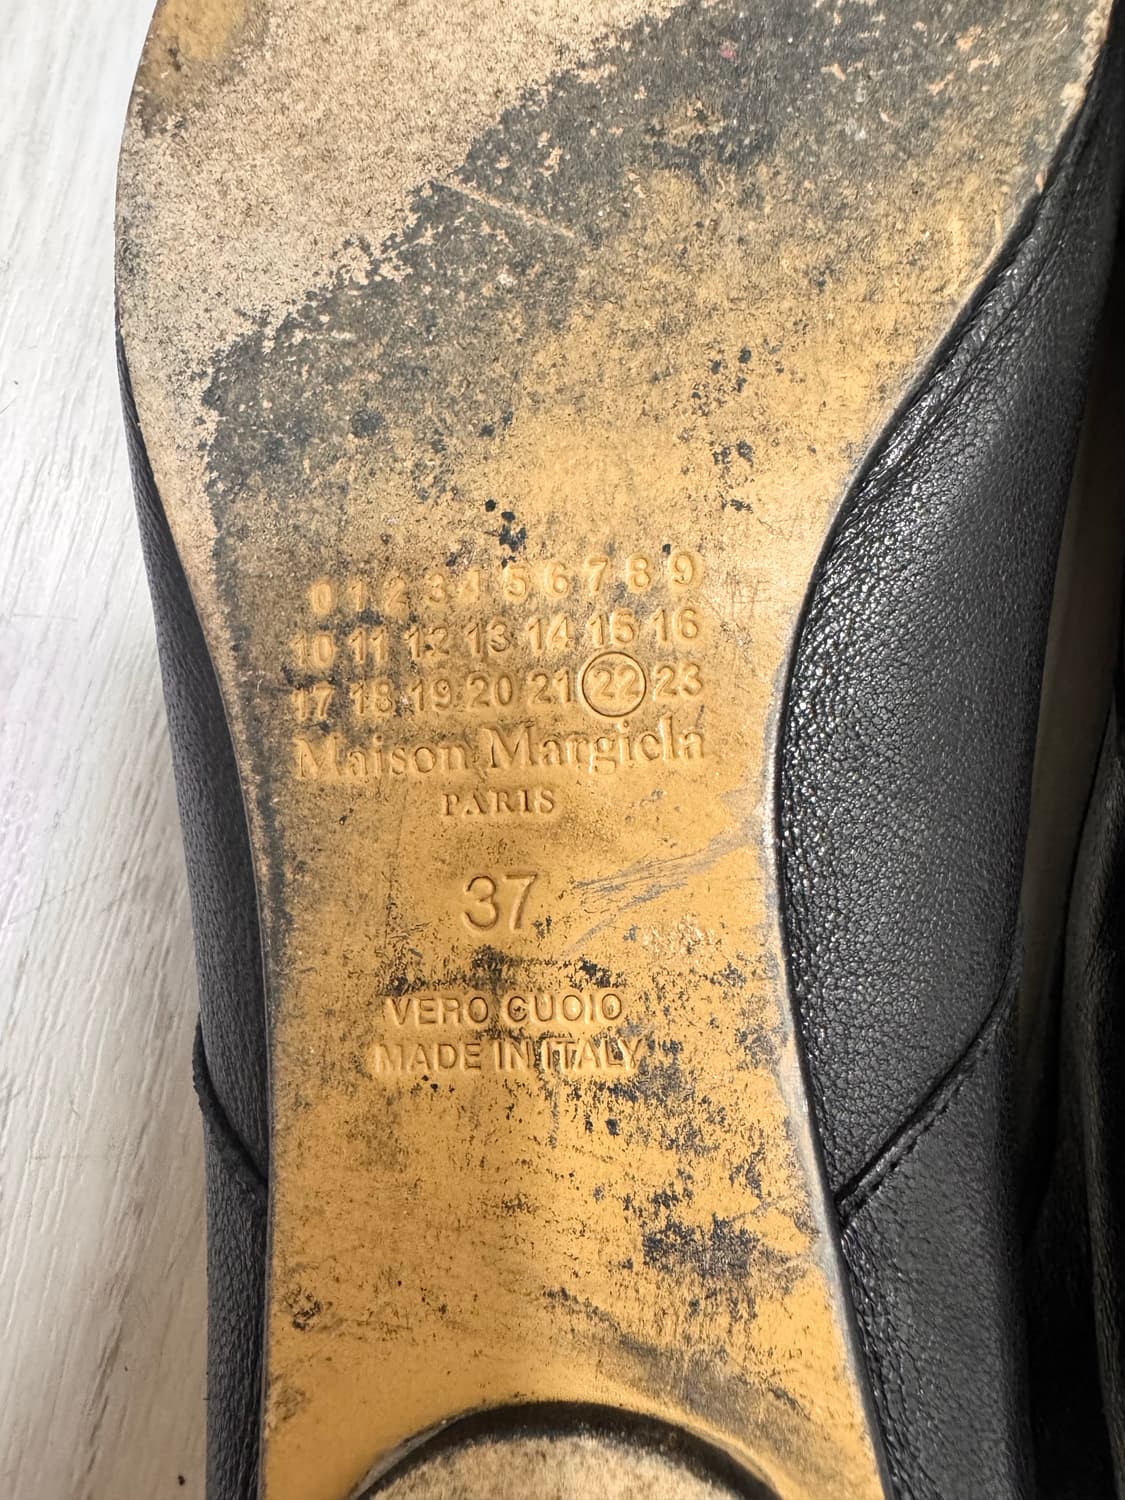 0 1 2 3 4 5 6 7 8 9
10 11 12 13 14 15 16
17 18 19 20 21 22 23
Maison Margiela
PARIS
37
VERO CUOIO
MADE IN ITALY